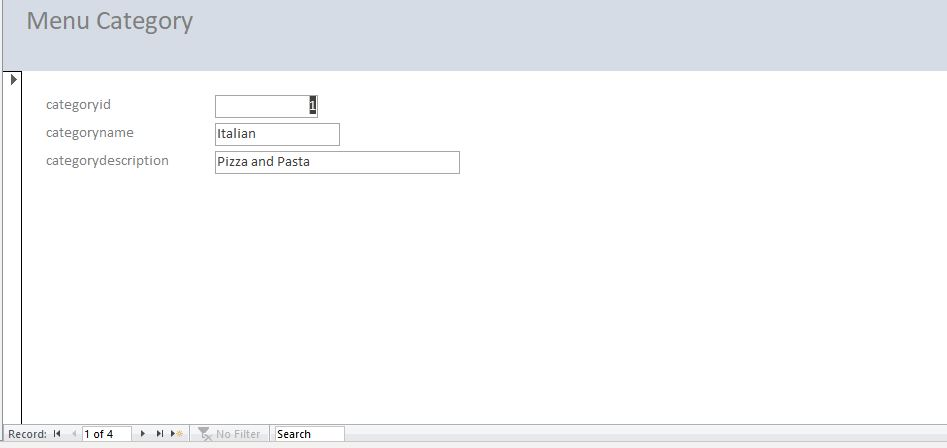 Menu Category
categoryid 1
categoryname Italian
categorydescription Pizza and Pasta
Record: 1 of 4 No Filter Search